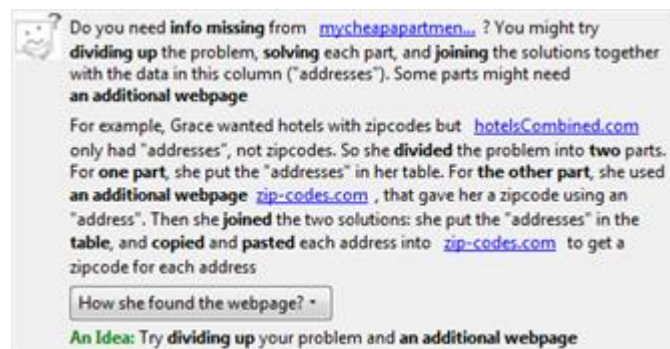 ?
Do you need info missing from mycheapapartmen... ? You might try
dividing up the problem, solving each part, and joining the solutions together
with the data in this column ("addresses"). Some parts might need
an additional webpage
For example, Grace wanted hotels with zipcodes but hotelsCombined.com
only had "addresses", not zipcodes. So she divided the problem into two parts.
For one part, she put the "addresses" in her table. For the other part, she used
an additional webpage zip-codes.com , that gave her a zipcode using an
"address". Then she joined the two solutions: she put the "addresses" in the
table, and copied and pasted each address into zip-codes.com to get a
zipcode for each address
How she found the webpage?
An Idea: Try dividing up your problem and an additional webpage